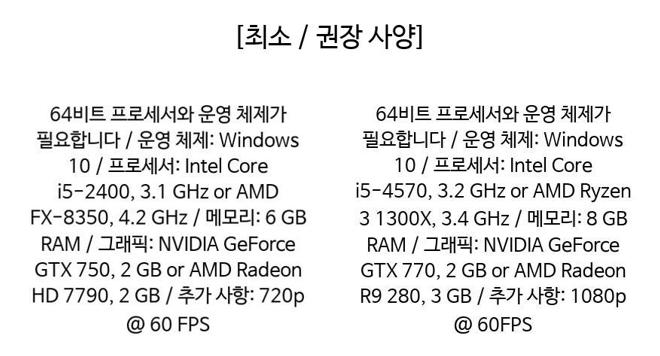 [최소 / 권장 사양]
64비트 프로세서와 운영 체제가
필요합니다 / 운영 체제: Windows
10 / 프로세서: Intel Core
i5-2400, 3.1 GHz or AMD
FX-8350, 4.2 GHz / 메모리: 6 GB
RAM / 그래픽: NVIDIA GeForce
GTX 750, 2 GB or AMD Radeon
HD 7790, 2 GB / 추가 사항: 720p
@ 60 FPS
64비트 프로세서와 운영 체제가
필요합니다 / 운영 체제: Windows
10 / 프로세서: Intel Core
i5-4570, 3.2 GHz or AMD Ryzen
3 1300X, 3.4 GHz / 메모리: 8 GB
RAM / 그래픽: NVIDIA GeForce
GTX 770, 2 GB or AMD Radeon
R9 280, 3 GB / 추가 사항: 1080p
@ 60FPS